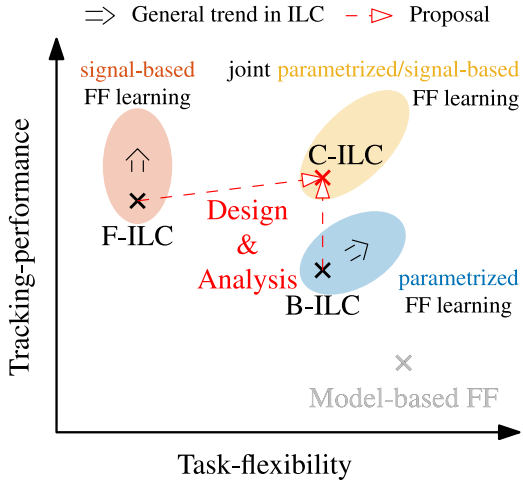 General trend in ILC
Proposal
signal-based
FF learning
joint parametrized/signal-based
FF learning
C-ILC
F-ILC
Design
&
Analysis
B-ILC
parametrized
FF learning
Model-based FF
Tracking-performance
Task-flexibility